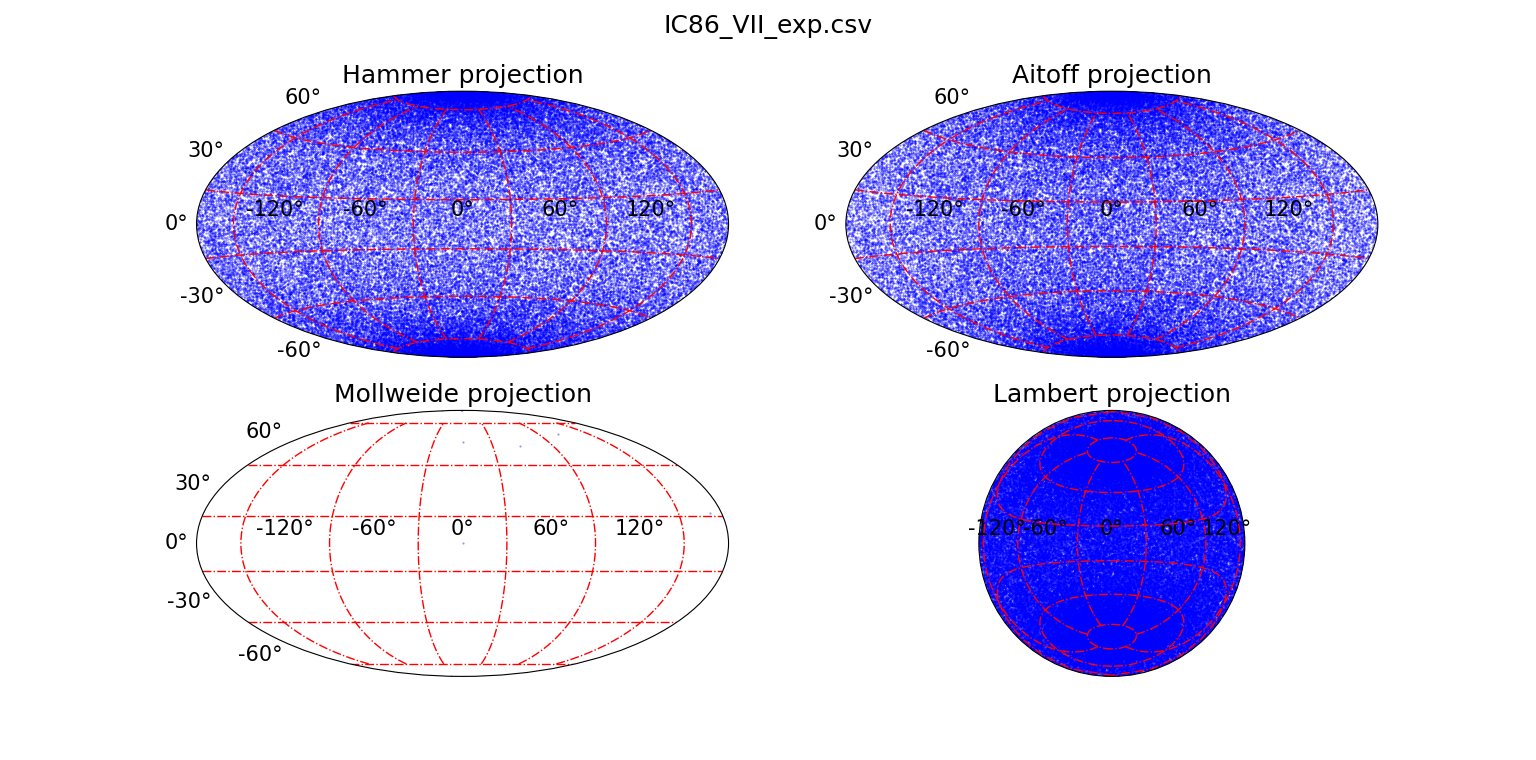 IC86_VII_exp.csv
Hammer projection
60°
30°
0°
-30°
-60°
-120° -60° 0° 60° 120°
Aitoff projection
60°
30°
0°
-30°
-60°
-120° -60° 0° 60° 120°
Mollweide projection
60°
30°
0°
-30°
-60°
-120° -60° 0° 60° 120°
Lambert projection
-120° -60° 0° 60° 120°